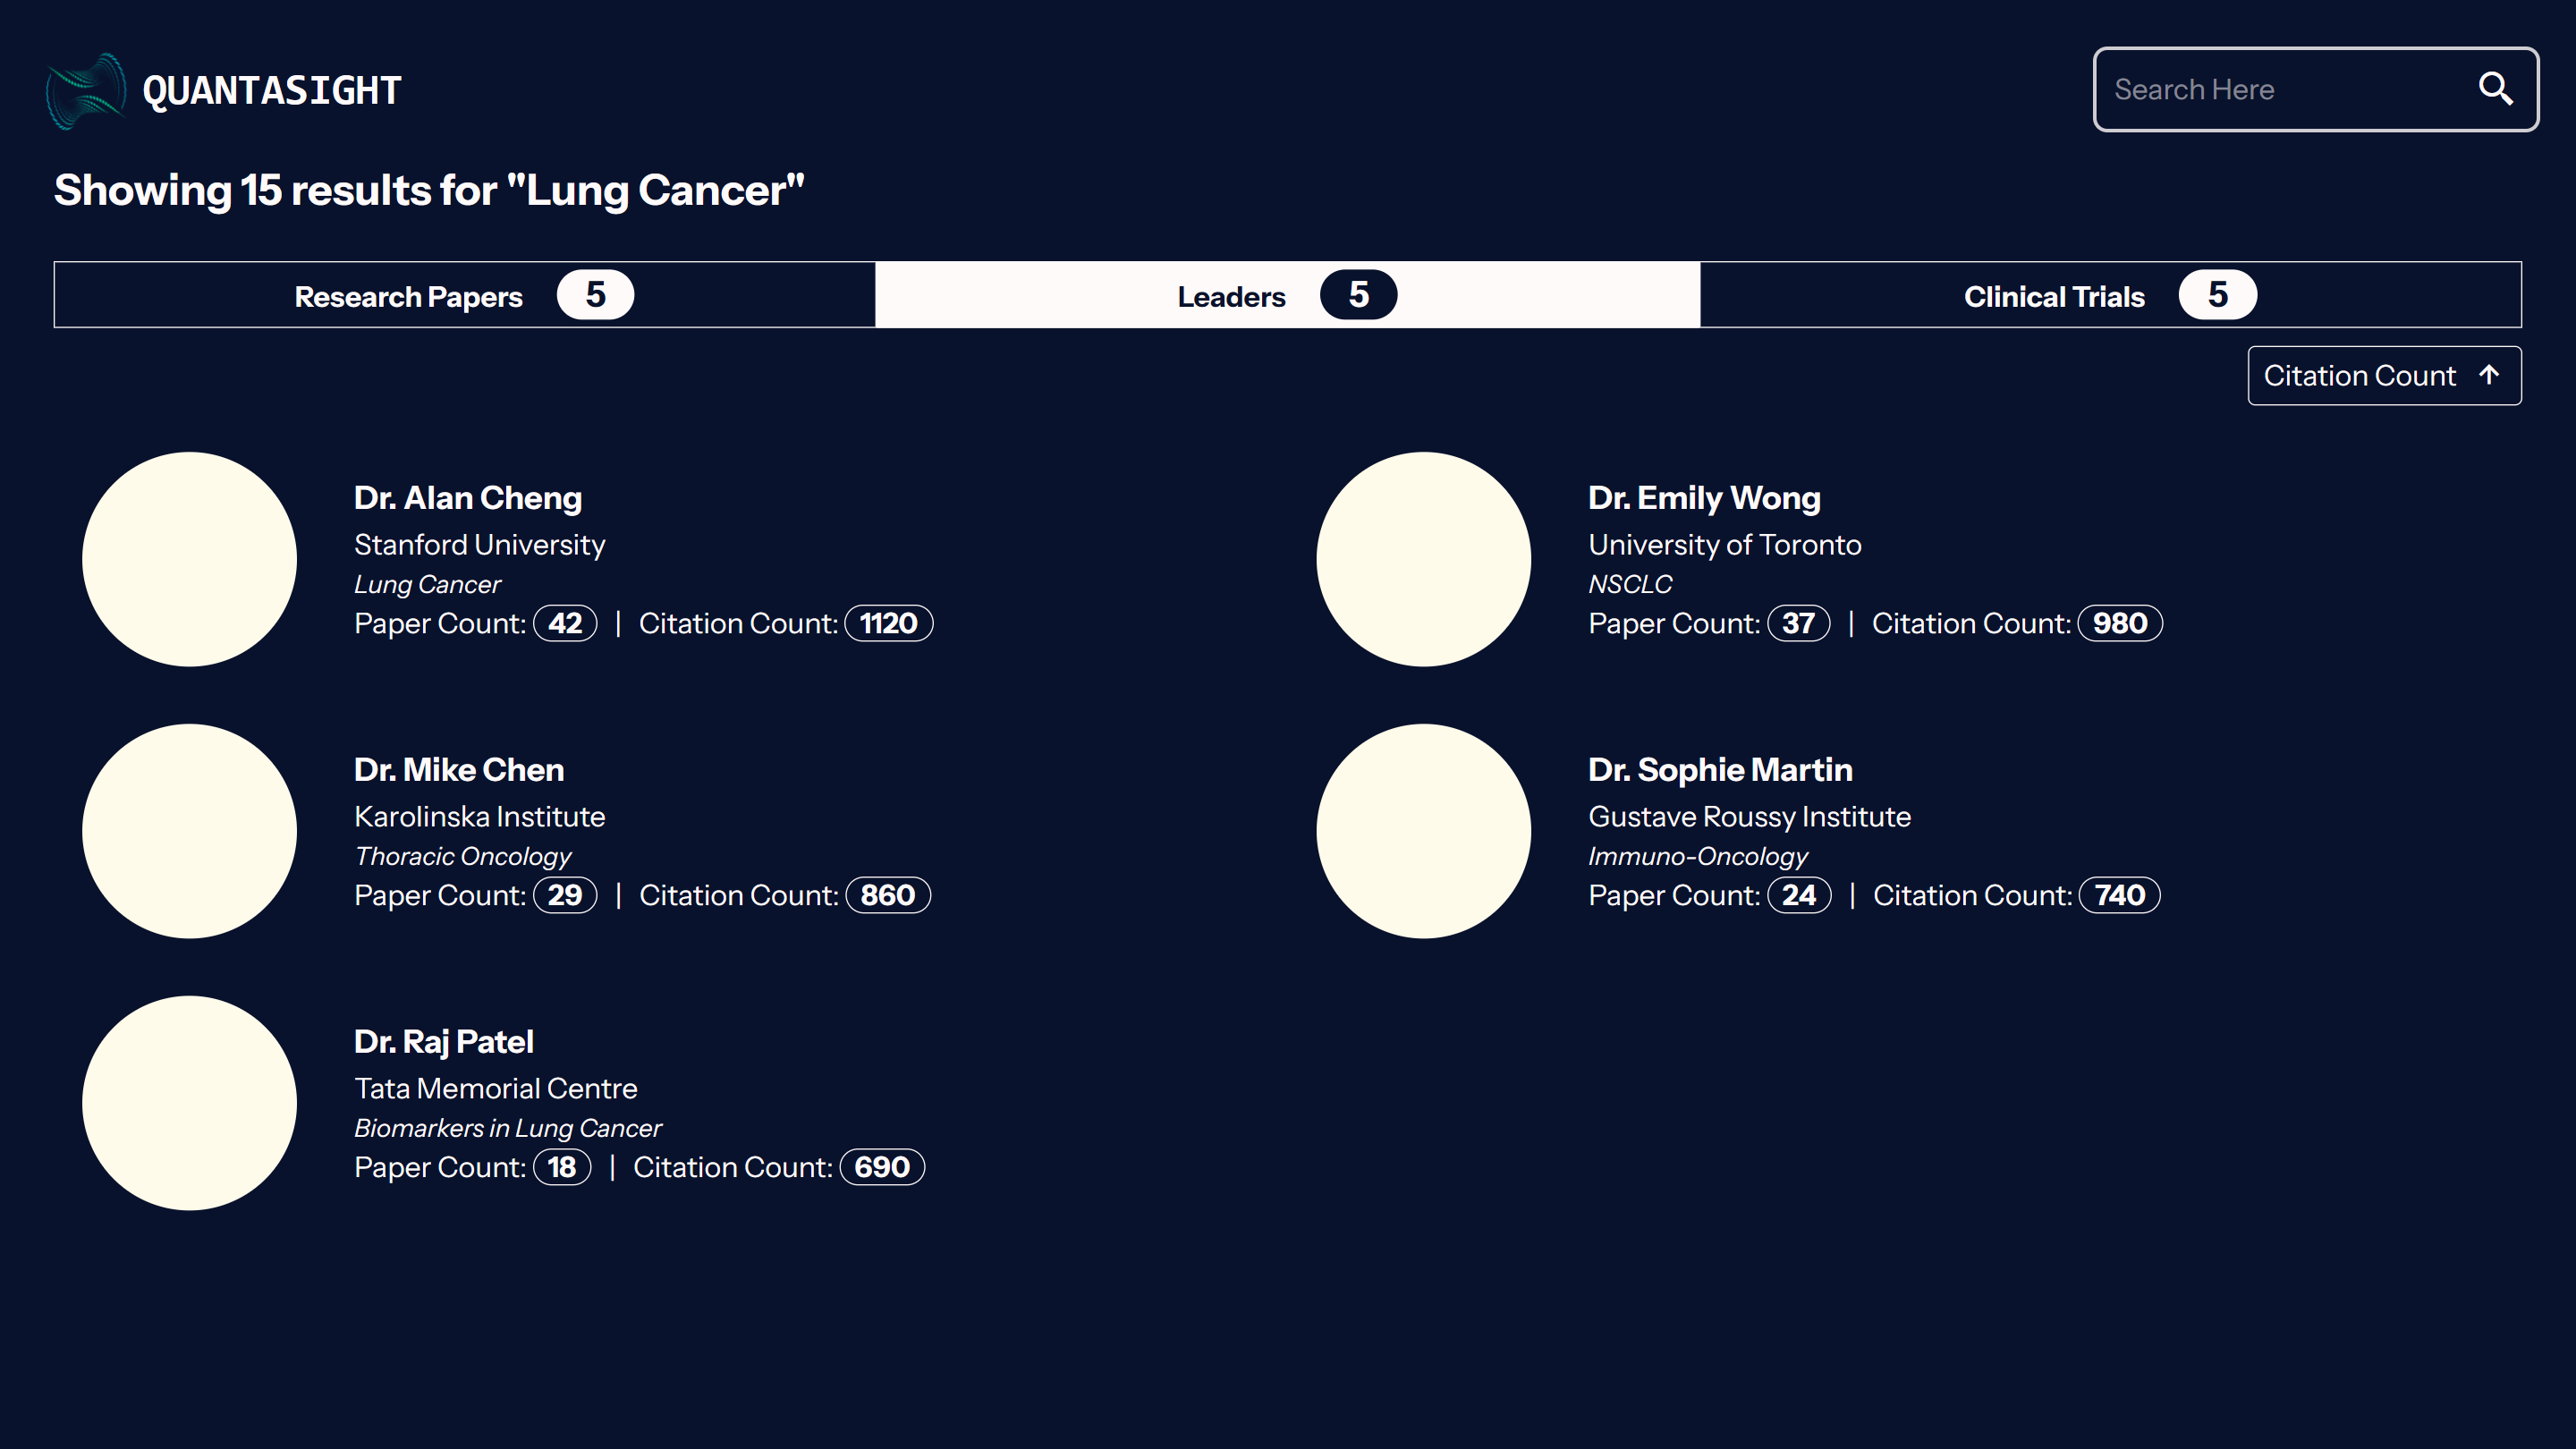 QUANTASIGHT
Search Here
Showing 15 results for "Lung Cancer"
Research Papers 5
Leaders 5
Clinical Trials 5
Citation Count ↑
Dr. Alan Cheng
Stanford University
Lung Cancer
Paper Count: 42 | Citation Count: 1120
Dr. Emily Wong
University of Toronto
NSCLC
Paper Count: 37 | Citation Count: 980
Dr. Mike Chen
Karolinska Institute
Thoracic Oncology
Paper Count: 29 | Citation Count: 860
Dr. Sophie Martin
Gustave Roussy Institute
Immuno-Oncology
Paper Count: 24 | Citation Count: 740
Dr. Raj Patel
Tata Memorial Centre
Biomarkers in Lung Cancer
Paper Count: 18 | Citation Count: 690